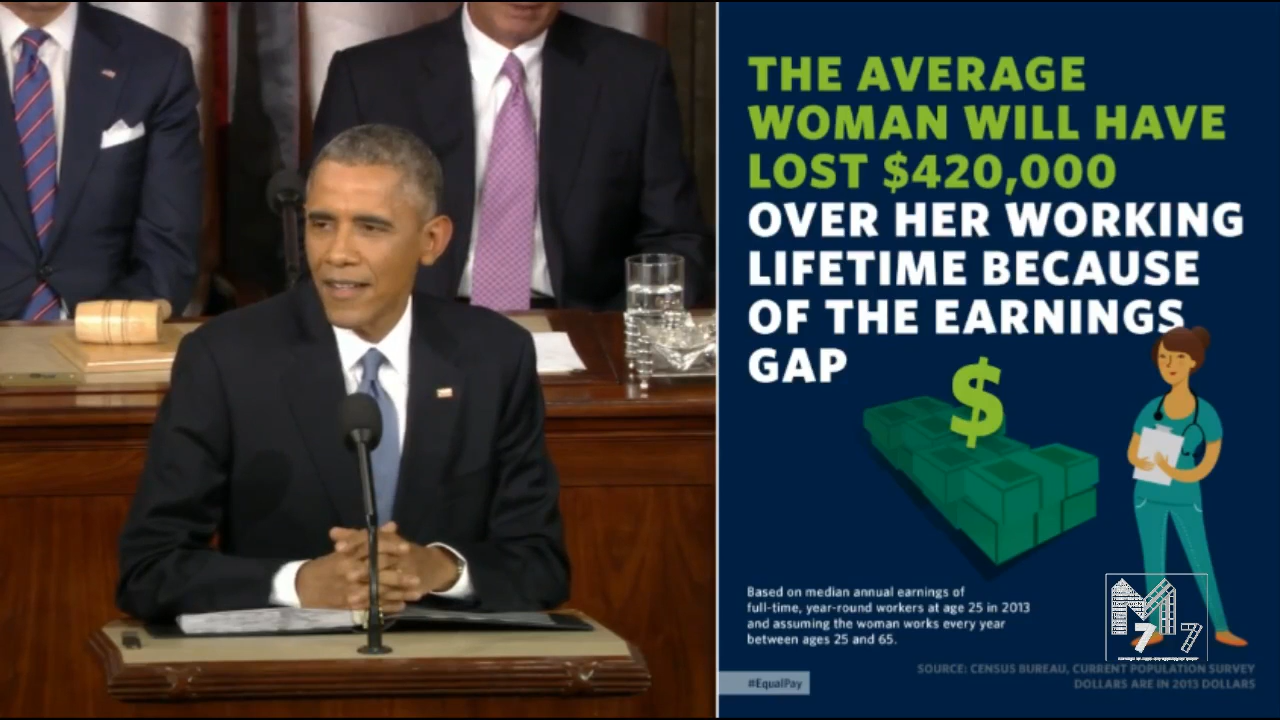 THE AVERAGE
WOMAN WILL HAVE
LOST $420,000
OVER HER WORKING
LIFETIME BECAUSE
OF THE EARNINGS
GAP
$
Based on median annual earnings of
full-time, year-round workers at age 25 in 2013
and assuming the woman works every year
between ages 25 and 65.
M
77
SOURCE: CENSUS BUREAU, CURRENT POPULATION SURVEY
DOLLARS ARE IN 2013 DOLLARS
#EqualPay